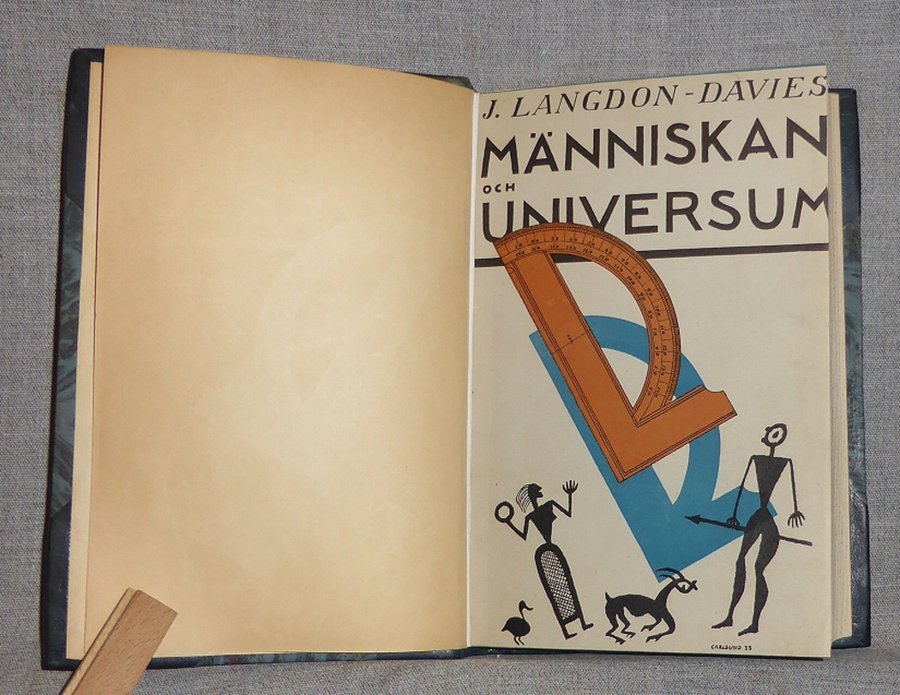 J. LANGDON-DAVIES
MÄNNISKAN
OCH
UNIVERSUM
CARLSUND 33